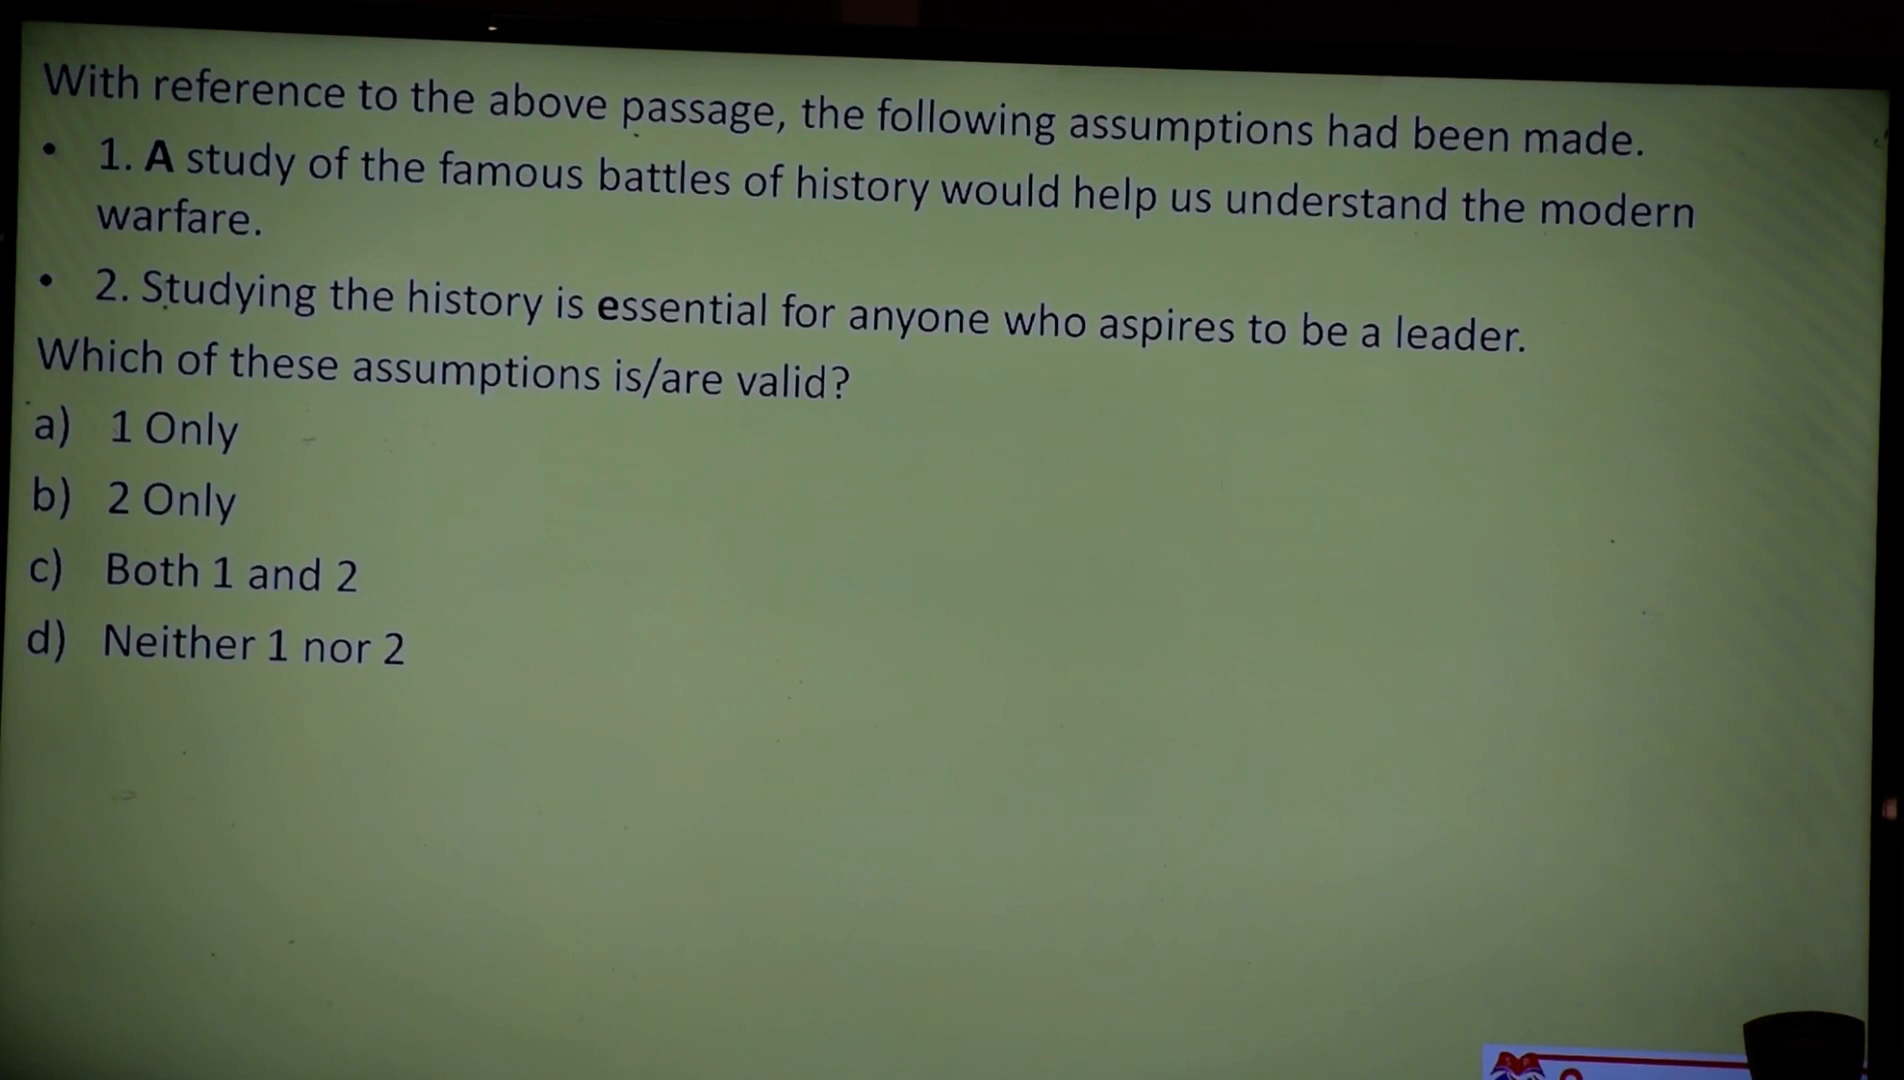 With reference to the above passage, the following assumptions had been made.
• 1. A study of the famous battles of history would help us understand the modern
warfare.
• 2. Studying the history is essential for anyone who aspires to be a leader.
Which of these assumptions is/are valid?
a) 1 Only
b) 2 Only
c) Both 1 and 2
d) Neither 1 nor 2